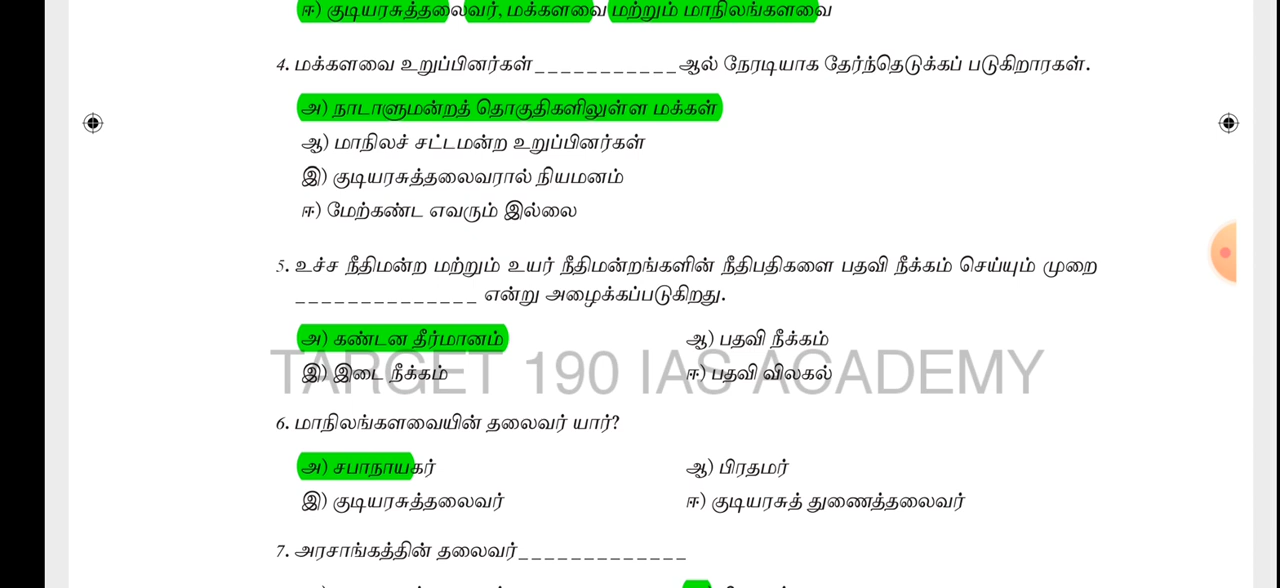 ஈ) குடியரசுத்தலைவர், மக்களவை மற்றும் மாநிலங்களவை
4. மக்களவை உறுப்பினர்கள்___________ஆல் நேரடியாக தேர்ந்தெடுக்கப் படுகிறாரகள்.
அ) நாடாளுமன்றத் தொகுதிகளிலுள்ள மக்கள்
ஆ) மாநிலச் சட்டமன்ற உறுப்பினர்கள்
இ) குடியரசுத்தலைவரால் நியமனம்
ஈ) மேற்கண்ட எவரும் இல்லை
5. உச்ச நீதிமன்ற மற்றும் உயர் நீதிமன்றங்களின் நீதிபதிகளை பதவி நீக்கம் செய்யும் முறை
______________ என்று அழைக்கப்படுகிறது.
அ) கண்டன தீர்மானம் ஆ) பதவி நீக்கம்
TARGET 190 IAS ACADEMY
இ) இடை நீக்கம் ஈ) பதவி விலகல்
6. மாநிலங்களவையின் தலைவர் யார்?
அ) சபாநாயகர் ஆ) பிரதமர்
இ) குடியரசுத்தலைவர் ஈ) குடியரசுத் துணைத்தலைவர்
7. அரசாங்கத்தின் தலைவர்_____________